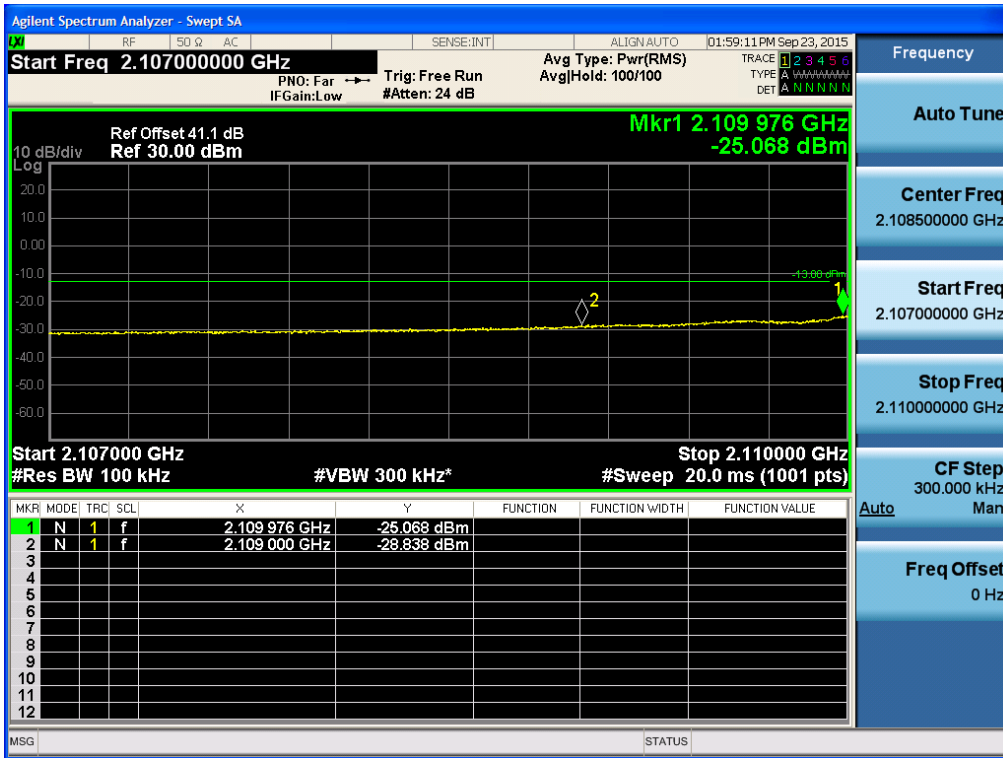 Agilent Spectrum Analyzer - Swept SA
LXI RF 50 Ω AC SENSE:INT ALIGN AUTO 01:59:11 PM Sep 23, 2015
Start Freq 2.107000000 GHz
PNO: Far
IFGain:Low
Trig: Free Run
#Atten: 24 dB
Avg Type: Pwr(RMS)
Avg|Hold: 100/100
TRACE 1 2 3 4 5 6
TYPE A
DET A N N N N N
Ref Offset 41.1 dB
10 dB/div Ref 30.00 dBm
Log
Mkr1 2.109 976 GHz
-25.068 dBm
20.0
10.0
0.00
-10.0
-20.0
-30.0
-40.0
-50.0
-60.0
-13.00 dBm
1
2
Start 2.107000 GHz Stop 2.110000 GHz
#Res BW 100 kHz #VBW 300 kHz* #Sweep 20.0 ms (1001 pts)
MKR MODE TRC SCL X Y FUNCTION FUNCTION WIDTH FUNCTION VALUE
1 N 1 f 2.109 976 GHz -25.068 dBm
2 N 1 f 2.109 000 GHz -28.838 dBm
3
4
5
6
7
8
9
10
11
12
MSG STATUS
Frequency
Auto Tune
Center Freq
2.108500000 GHz
Start Freq
2.107000000 GHz
Stop Freq
2.110000000 GHz
CF Step
300.000 kHz
Auto Man
Freq Offset
0 Hz